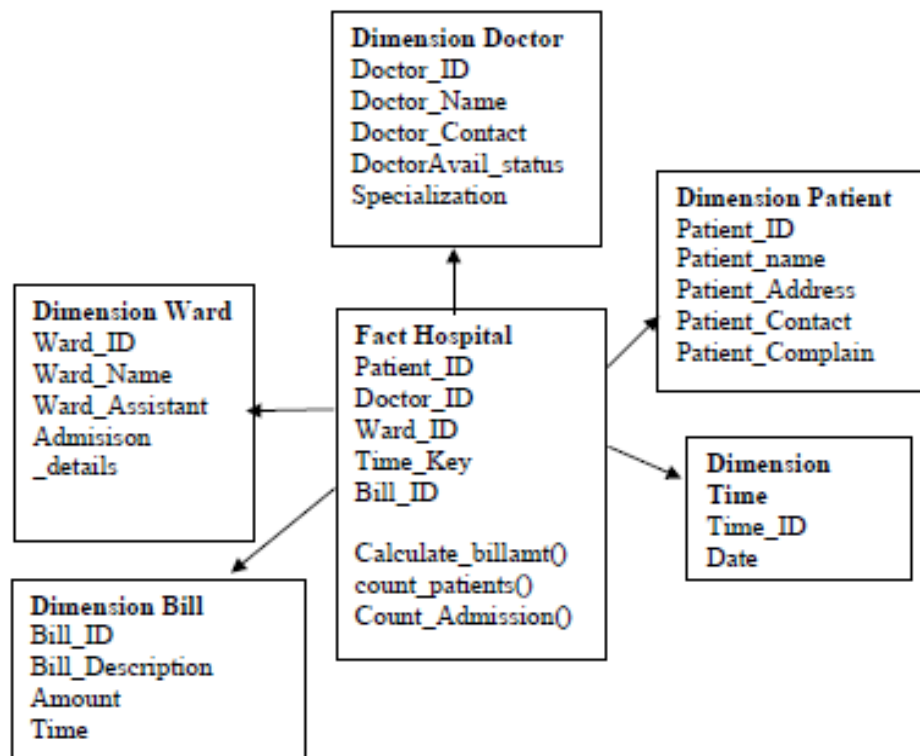 Dimension Doctor
Doctor_ID
Doctor_Name
Doctor_Contact
DoctorAvail_status
Specialization
Dimension Patient
Patient_ID
Patient_name
Patient_Address
Patient_Contact
Patient_Complain
Dimension Ward
Ward_ID
Ward_Name
Ward_Assistant
Admisison
_details
Fact Hospital
Patient_ID
Doctor_ID
Ward_ID
Time_Key
Bill_ID
Calculate_billamt()
count_patients()
Count_Admission()
Dimension
Time
Time_ID
Date
Dimension Bill
Bill_ID
Bill_Description
Amount
Time